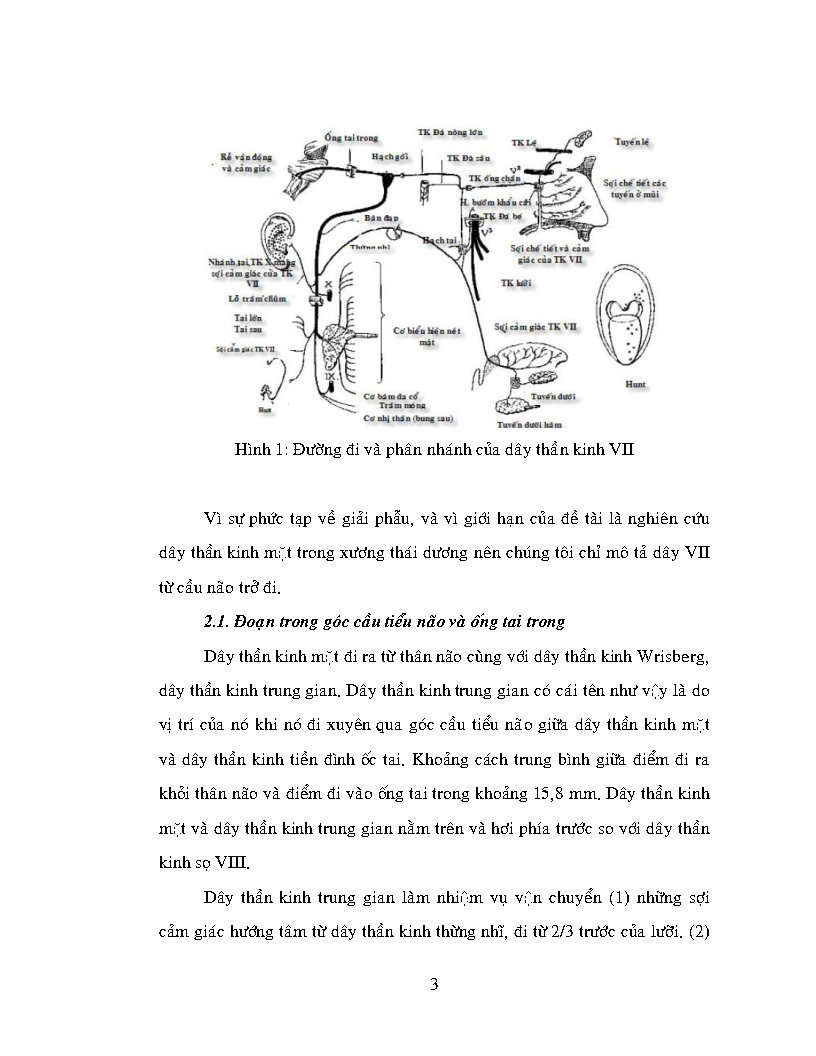 Ống tai trong
TK Đá nông lớn
TK Lệ
Tuyến lệ
Rễ vận động
và cảm giác
Hạch gối
TK Đá sâu
V²
TK ống chân
Sợi chế tiết các
tuyến ở mũi
H. bướm khẩu cái
TK Đá bé
Bàn đạp
V³
Hạch tai
Thừng nhĩ
Sợi chế tiết và cảm
giác của TK VII
Nhánh tai TK X mang
sợi cảm giác của TK
VII
X
TK lưỡi
Lỗ trâm chũm
Tai lớn
Tai sau
Cơ biểu hiện nét
mặt
Sợi cảm giác TK VII
Sợi cảm giác TK VII
IX
Hunt
Hunt
Cơ bám da cổ
Trâm móng
Cơ nhị thân (bụng sau)
Tuyến dưới
Tuyến dưới hàm
Hình 1: Đường đi và phân nhánh của dây thần kinh VII
Vì sự phức tạp về giải phẫu, và vì giới hạn của đề tài là nghiên cứu
dây thần kinh mặt trong xương thái dương nên chúng tôi chỉ mô tả dây VII
từ cầu não trở đi.
2.1. Đoạn trong góc cầu tiểu não và ống tai trong
Dây thần kinh mặt đi ra từ thân não cùng với dây thần kinh Wrisberg,
dây thần kinh trung gian. Dây thần kinh trung gian có cái tên như vậy là do
vị trí của nó khi nó đi xuyên qua góc cầu tiểu não giữa dây thần kinh mặt
và dây thần kinh tiền đình ốc tai. Khoảng cách trung bình giữa điểm đi ra
khỏi thân não và điểm đi vào ống tai trong khoảng 15,8 mm. Dây thần kinh
mặt và dây thần kinh trung gian nằm trên và hơi phía trước so với dây thần
kinh sọ VIII.
Dây thần kinh trung gian làm nhiệm vụ vận chuyển (1) những sợi
cảm giác hướng tâm từ dây thần kinh thừng nhĩ, đi từ 2/3 trước của lưỡi. (2)
3